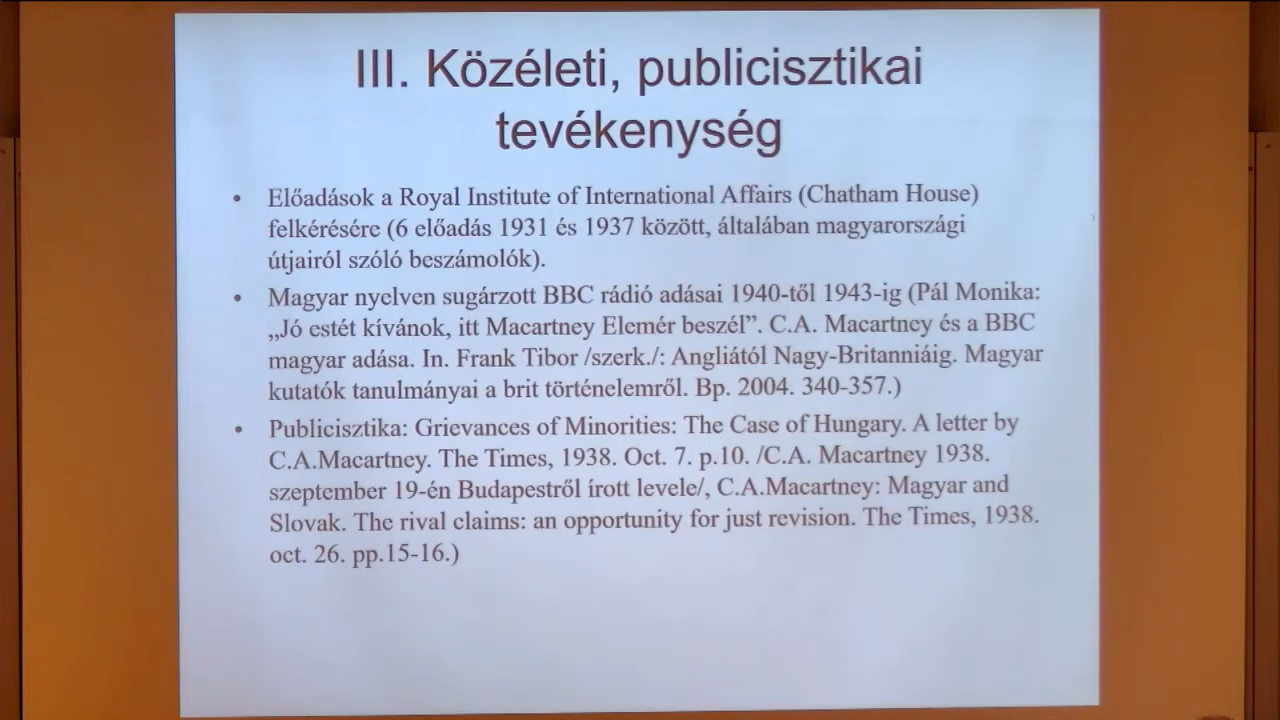 III. Közéleti, publicisztikai
tevékenység
• Előadások a Royal Institute of International Affairs (Chatham House)
felkérésére (6 előadás 1931 és 1937 között, általában magyarországi
útjairól szóló beszámolók).
• Magyar nyelven sugárzott BBC rádió adásai 1940-től 1943-ig (Pál Monika:
„Jó estét kívánok, itt Macartney Elemér beszél”. C.A. Macartney és a BBC
magyar adása. In. Frank Tibor /szerk./: Angliától Nagy-Britanniáig. Magyar
kutatók tanulmányai a brit történelemről. Bp. 2004. 340-357.)
• Publicisztika: Grievances of Minorities: The Case of Hungary. A letter by
C.A.Macartney. The Times, 1938. Oct. 7. p.10. /C.A. Macartney 1938.
szeptember 19-én Budapestről írott levele/, C.A.Macartney: Magyar and
Slovak. The rival claims: an opportunity for just revision. The Times, 1938.
oct. 26. pp.15-16.)